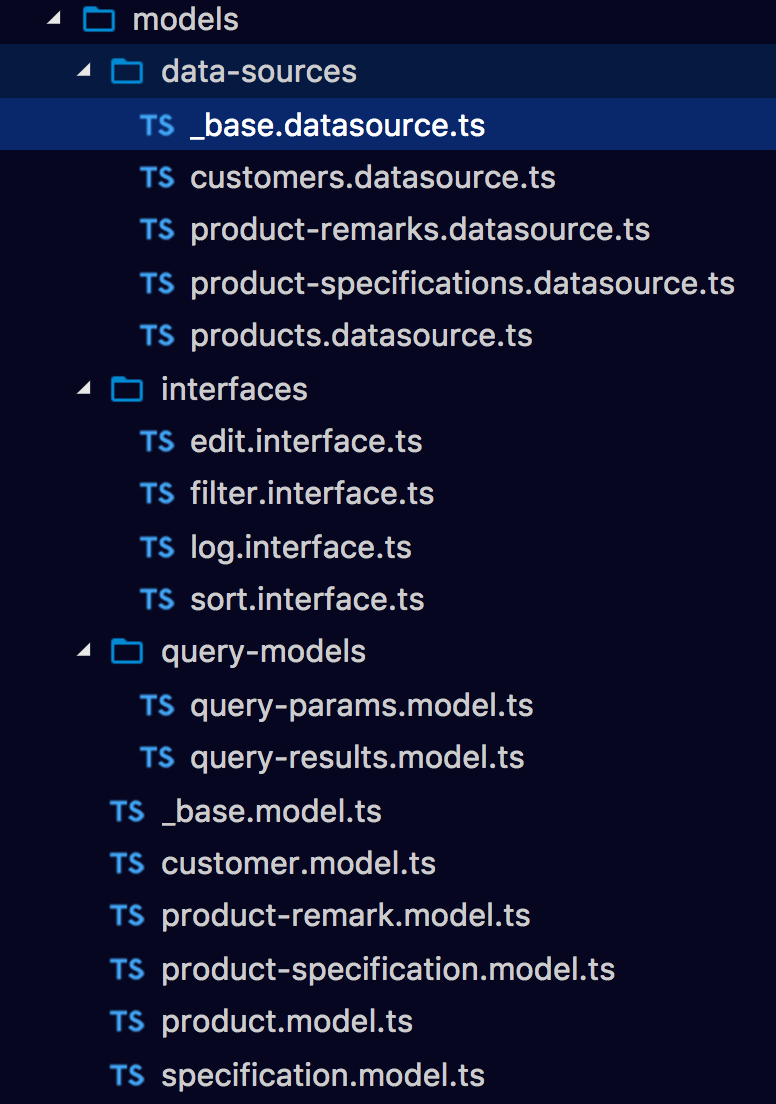 models
data-sources
TS _base.datasource.ts
TS customers.datasource.ts
TS product-remarks.datasource.ts
TS product-specifications.datasource.ts
TS products.datasource.ts
interfaces
TS edit.interface.ts
TS filter.interface.ts
TS log.interface.ts
TS sort.interface.ts
query-models
TS query-params.model.ts
TS query-results.model.ts
TS _base.model.ts
TS customer.model.ts
TS product-remark.model.ts
TS product-specification.model.ts
TS product.model.ts
TS specification.model.ts